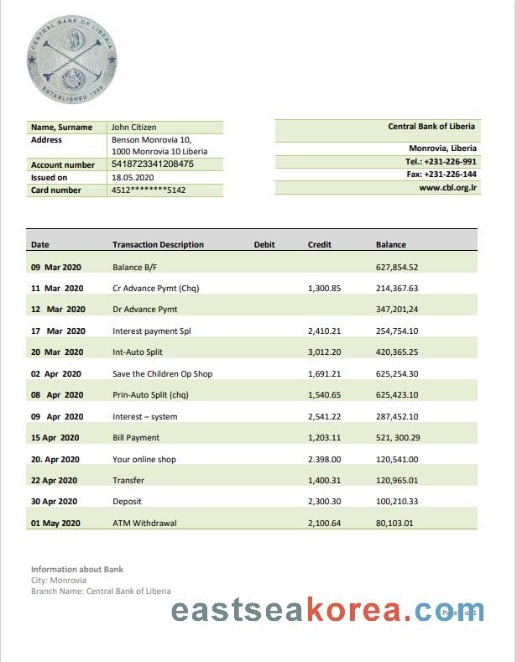 CENTRAL BANK OF LIBERIA
ESTABLISHED 1999
Name, Surname John Citizen
Address Benson Monrovia 10,
1000 Monrovia 10 Liberia
Account number 5418723341208475
Issued on 18.05.2020
Card number 4512********5142
Central Bank of Liberia
Monrovia, Liberia
Tel.: +231-226-991
Fax: +231-226-144
www.cbl.org.lr
Date Transaction Description Debit Credit Balance
09 Mar 2020 Balance B/F 627,854.52
11 Mar 2020 Cr Advance Pymt (Chq) 1,300.85 214,367.63
12 Mar 2020 Dr Advance Pymt 347,201,24
17 Mar 2020 Interest payment Spl 2,410.21 254,754.10
20 Mar 2020 Int-Auto Split 3,012.20 420,365.25
02 Apr 2020 Save the Children Op Shop 1,691.21 625,254.30
08 Apr 2020 Prin-Auto Split (chq) 1,540.65 625,423.10
09 Apr 2020 Interest – system 2,541.22 287,452.10
15 Apr 2020 Bill Payment 1,203.11 521, 300.29
20. Apr 2020 Your online shop 2.398.00 120,541.00
22 Apr 2020 Transfer 1,400.31 120,965.01
30 Apr 2020 Deposit 2,300.30 100,210.33
01 May 2020 ATM Withdrawal 2,100.64 80,103.01
Information about Bank
City: Monrovia
Branch Name: Central Bank of Liberia
eastseakorea.com